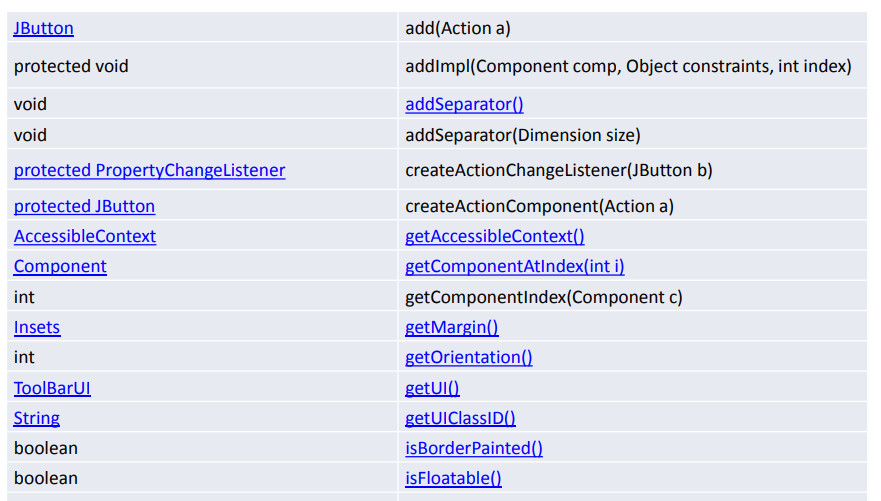 JButton add(Action a)
protected void addImpl(Component comp, Object constraints, int index)
void addSeparator()
void addSeparator(Dimension size)
protected PropertyChangeListener createActionChangeListener(JButton b)
protected JButton createActionComponent(Action a)
AccessibleContext getAccessibleContext()
Component getComponentAtIndex(int i)
int getComponentIndex(Component c)
Insets getMargin()
int getOrientation()
ToolBarUI getUI()
String getUIClassID()
boolean isBorderPainted()
boolean isFloatable()